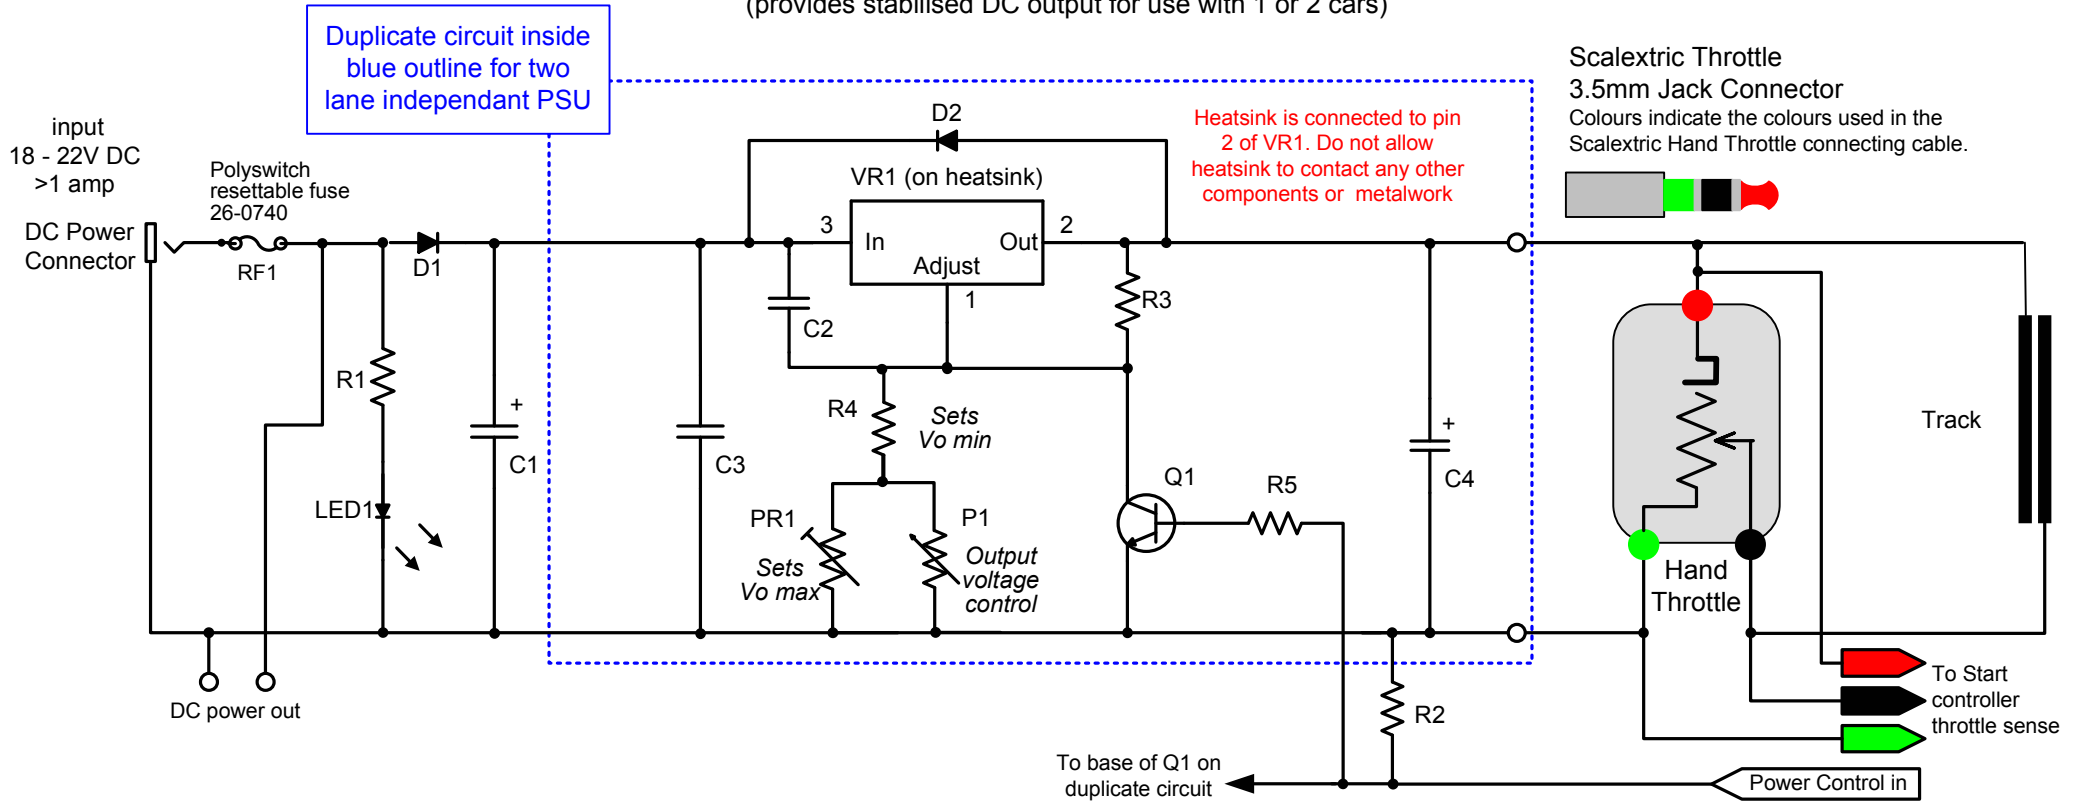 (provides stabilised DC output for use with 1 or 2 cars)
Duplicate circuit inside
blue outline for two
lane independant PSU
Scalextric Throttle
3.5mm Jack Connector
Colours indicate the colours used in the
Scalextric Hand Throttle connecting cable.
input
18 - 22V DC
>1 amp
Polyswitch
resettable fuse
26-0740
DC Power
Connector
RF1
D1
D2
VR1 (on heatsink)
Heatsink is connected to pin
2 of VR1. Do not allow
heatsink to contact any other
components or metalwork
3
In
Out
2
Adjust
1
C2
R3
R1
R4
Sets
Vo min
+
C1
C3
+
C4
Track
LED1
PR1
Sets
Vo max
P1
Output
voltage
control
Q1
R5
Hand
Throttle
DC power out
R2
To Start
controller
throttle sense
To base of Q1 on
duplicate circuit
Power Control in